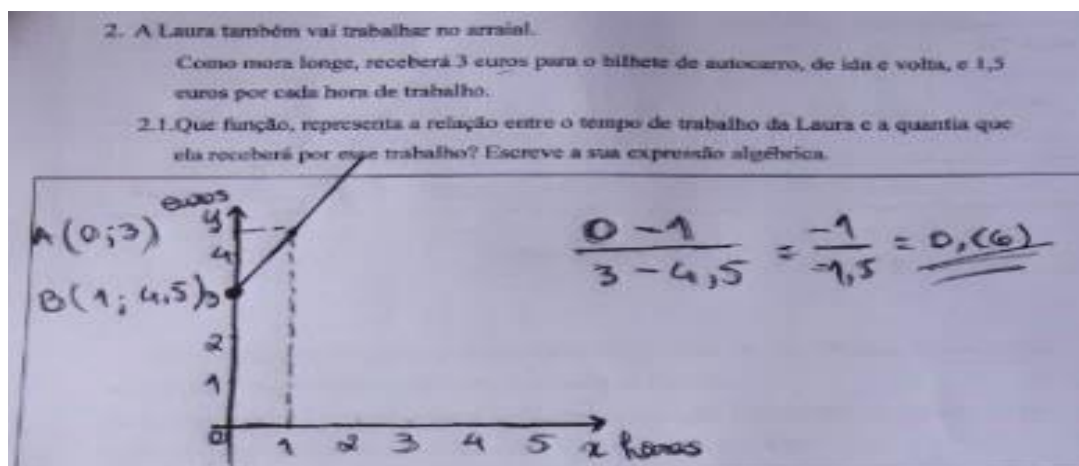 2. A Laura também vai trabalhar no arraial.
Como mora longe, receberá 3 euros para o bilhete de autocarro, de ida e volta, e 1,5
euros por cada hora de trabalho.
2.1.Que função, representa a relação entre o tempo de trabalho da Laura e a quantia que
ela receberá por esse trabalho? Escreve a sua expressão algébrica.
euros
y
A (0;3)
B (1; 4,5)
4
3
2
1
0 1 2 3 4 5 x horas
0 - 1 / 3 - 4,5 = -1 / -1,5 = 0,(6)